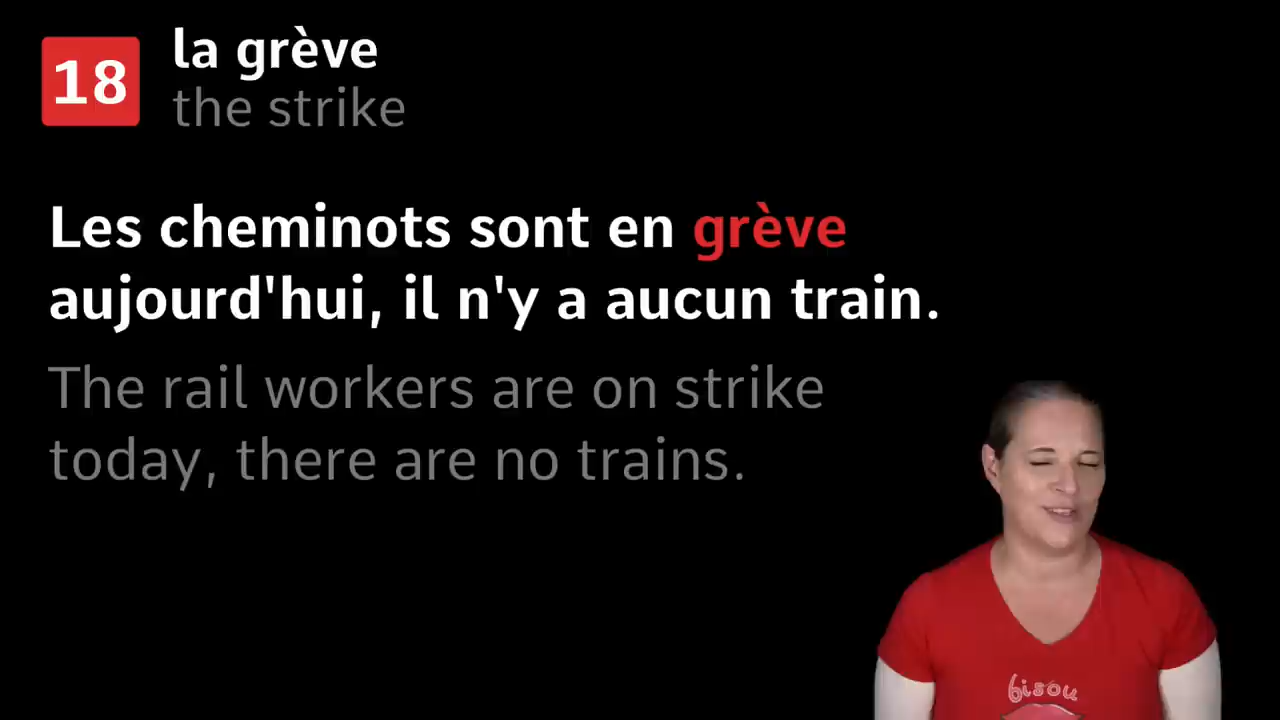 18
la grève
the strike
Les cheminots sont en grève
aujourd'hui, il n'y a aucun train.
The rail workers are on strike
today, there are no trains.
bisou